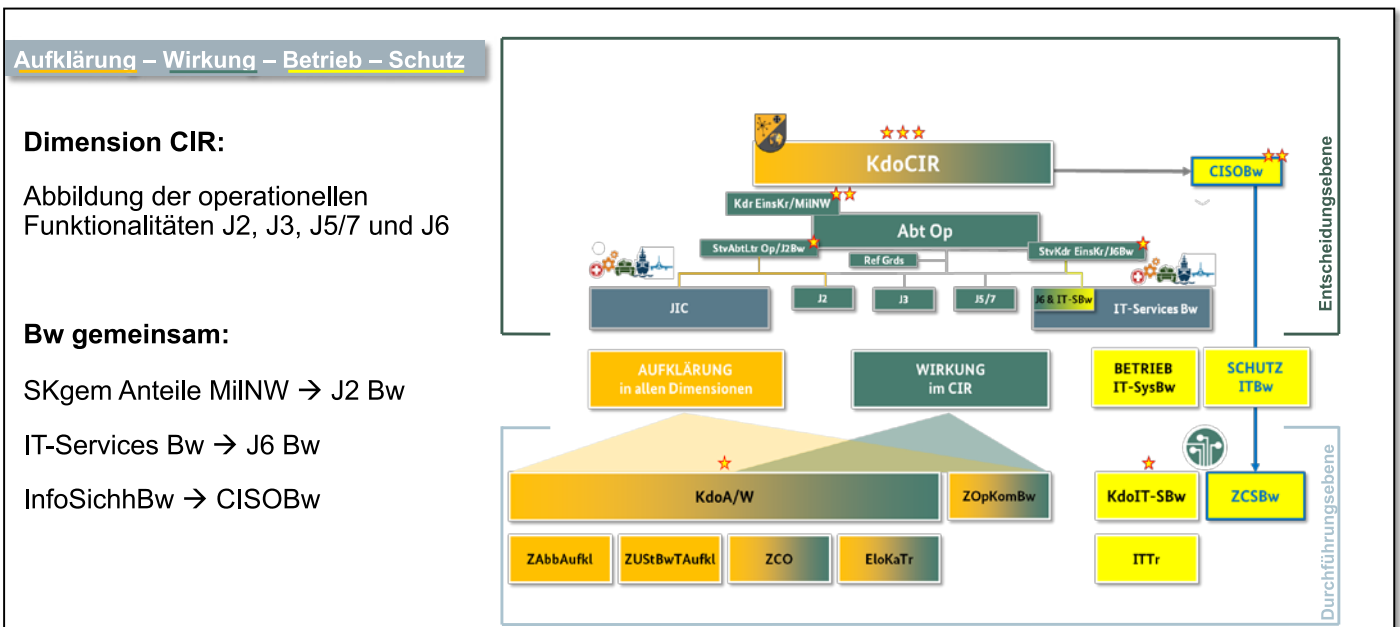 Aufklärung – Wirkung – Betrieb – Schutz
Dimension CIR:
Abbildung der operationellen
Funktionalitäten J2, J3, J5/7 und J6
Bw gemeinsam:
SKgem Anteile MilNW → J2 Bw
IT-Services Bw → J6 Bw
InfoSichhBw → CISOBw
KdoCIR
CISOBw
Kdr EinsKr/MilNW
Abt Op
StvAbtLtr Op/J2Bw
Ref Grds
StvKdr EinsKr/J6Bw
JIC
J2
J3
J5/7
J6 & IT-SBw
IT-Services Bw
Entscheidungsebene
AUFKLÄRUNG
in allen Dimensionen
WIRKUNG
im CIR
BETRIEB
IT-SysBw
SCHUTZ
ITBw
KdoA/W
ZOpKomBw
KdoIT-SBw
ZCSBw
ZAbbAufkl
ZUStBwTAufkl
ZCO
EloKaTr
ITTr
Durchführungsebene